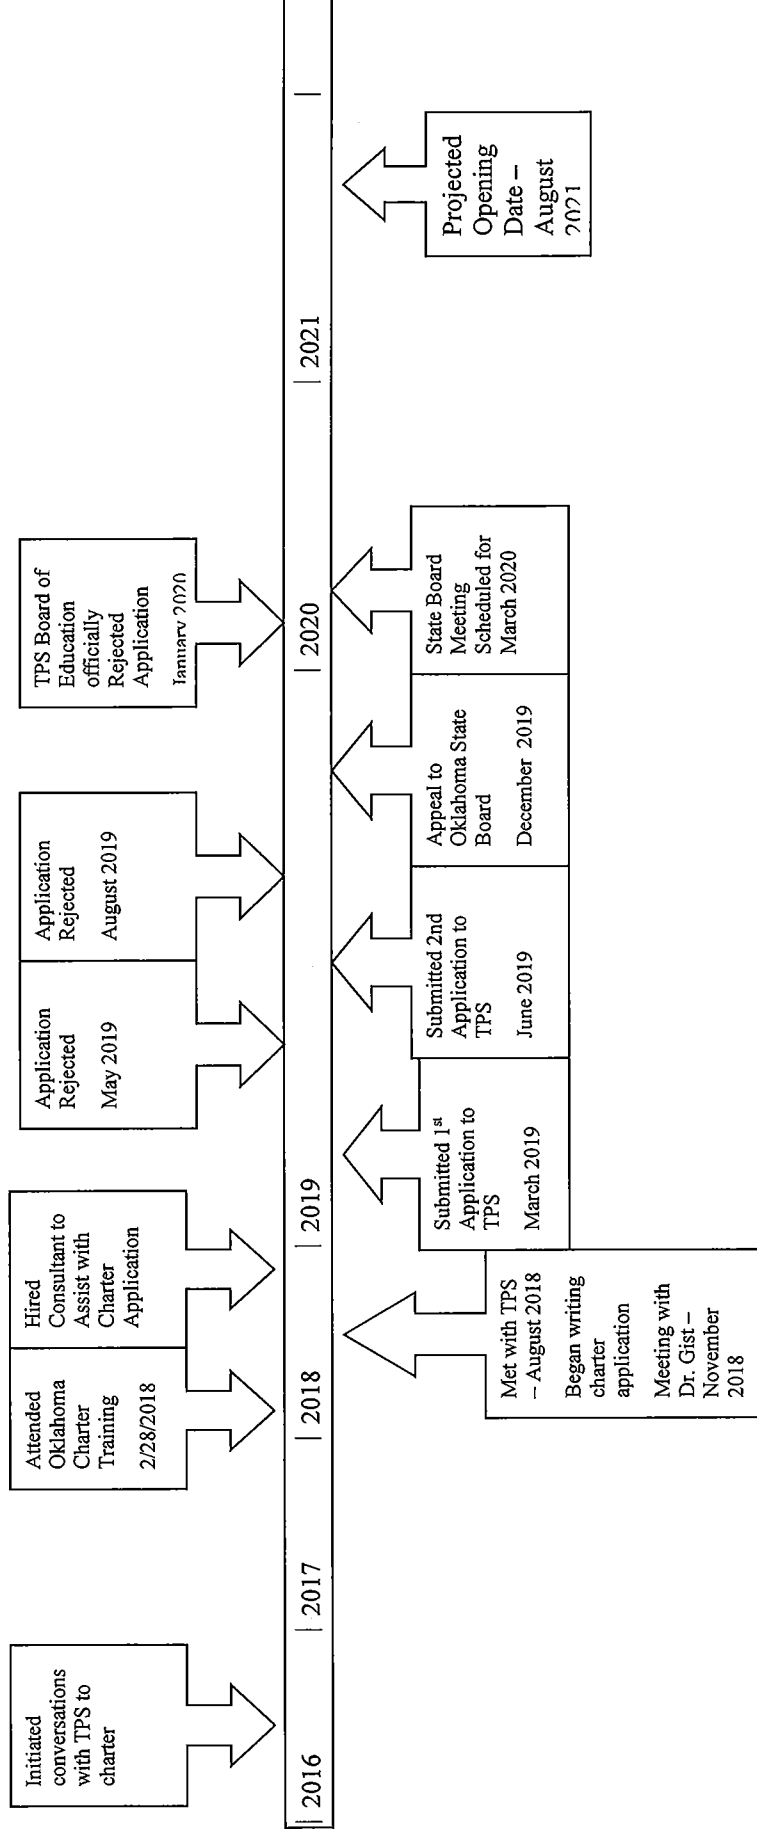 Initiated
conversations
with TPS to
charter
Attended
Oklahoma
Charter
Training
2/28/2018
Hired
Consultant to
Assist with
Charter
Application
Application
Rejected
May 2019
Application
Rejected
August 2019
TPS Board of
Education
officially
Rejected
Application
January 2020
| 2016
| 2017
| 2018
| 2019
| 2020
| 2021
|
Met with TPS
– August 2018
Began writing
charter
application
Meeting with
Dr. Gist –
November
2018
Submitted 1st
Application to
TPS
March 2019
Submitted 2nd
Application to
TPS
June 2019
Appeal to
Oklahoma State
Board
December 2019
State Board
Meeting
Scheduled for
March 2020
Projected
Opening
Date –
August
2021